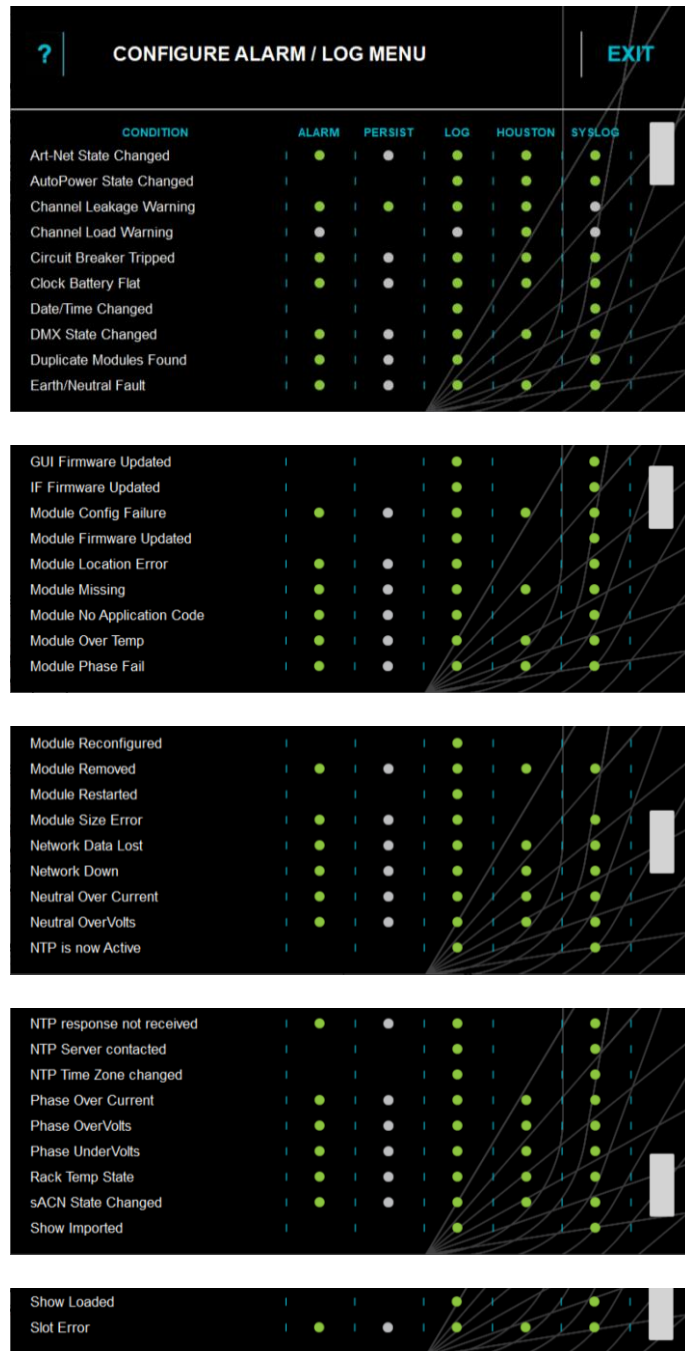 ? CONFIGURE ALARM / LOG MENU EXIT
CONDITION ALARM PERSIST LOG HOUSTON SYSLOG
Art-Net State Changed
AutoPower State Changed
Channel Leakage Warning
Channel Load Warning
Circuit Breaker Tripped
Clock Battery Flat
Date/Time Changed
DMX State Changed
Duplicate Modules Found
Earth/Neutral Fault
GUI Firmware Updated
IF Firmware Updated
Module Config Failure
Module Firmware Updated
Module Location Error
Module Missing
Module No Application Code
Module Over Temp
Module Phase Fail
Module Reconfigured
Module Removed
Module Restarted
Module Size Error
Network Data Lost
Network Down
Neutral Over Current
Neutral OverVolts
NTP is now Active
NTP response not received
NTP Server contacted
NTP Time Zone changed
Phase Over Current
Phase OverVolts
Phase UnderVolts
Rack Temp State
sACN State Changed
Show Imported
Show Loaded
Slot Error